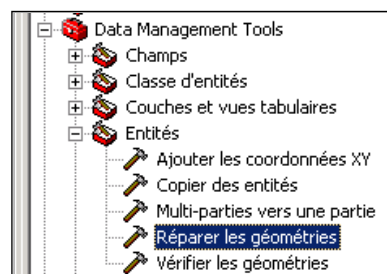 Data Management Tools
Champs
Classe d'entités
Couches et vues tabulaires
Entités
Ajouter les coordonnées XY
Copier des entités
Multi-parties vers une partie
Réparer les géométries
Vérifier les géométries